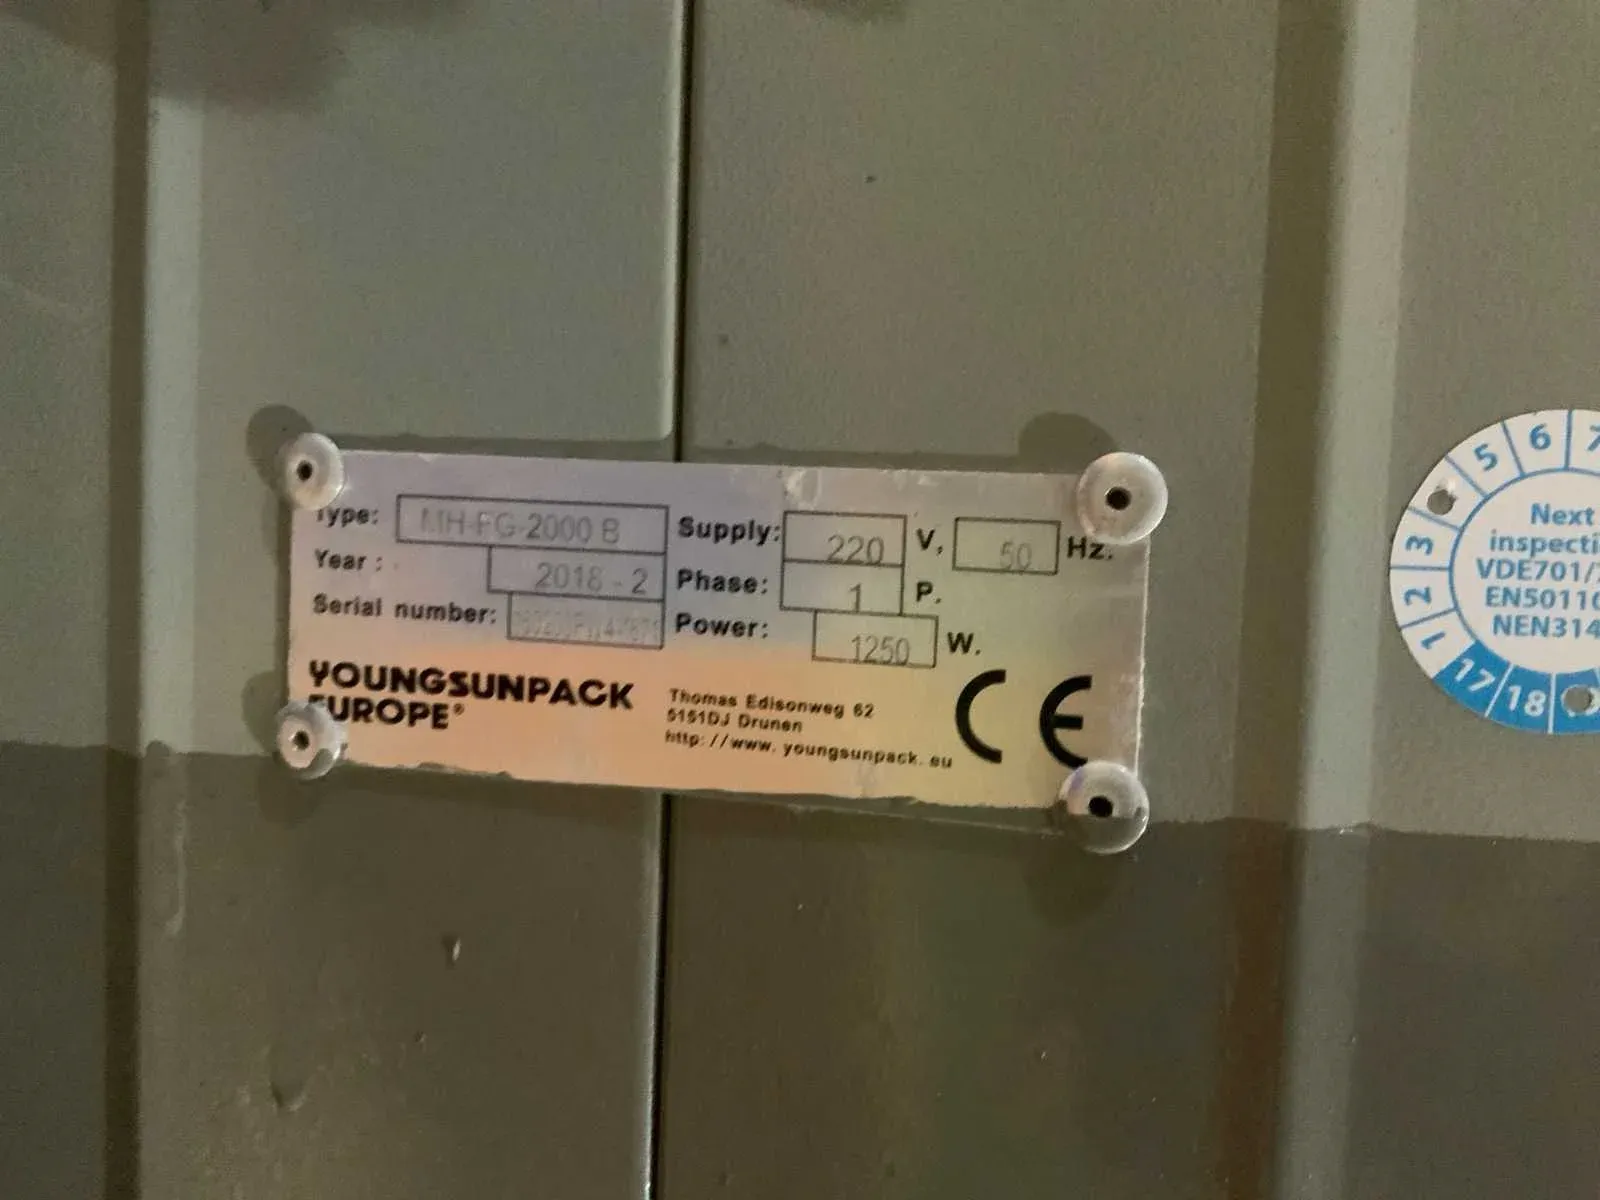 Type: MH-FG-2000 B Supply: 220 V, 50 Hz.
Year: 2018 - 2 Phase: 1 P.
Serial number: Power: 1250 W.
YOUNGSUNPACK
EUROPE®
Thomas Edisonweg 62
5151DJ Drunen
http://www.youngsunpack.eu
CE
1 2 3 5 6 7
Next
VDE701/
NEN314
17 18